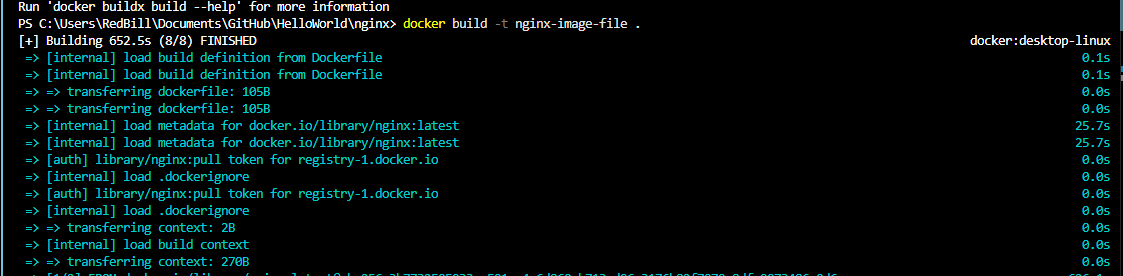 Run 'docker buildx build --help' for more information
PS C:\Users\RedBill\Documents\GitHub\HelloWorld\nginx> docker build -t nginx-image-file .
[+] Building 652.5s (8/8) FINISHED docker:desktop-linux
=> [internal] load build definition from Dockerfile 0.1s
=> [internal] load build definition from Dockerfile 0.1s
=> => transferring dockerfile: 105B 0.0s
=> => transferring dockerfile: 105B 0.0s
=> [internal] load metadata for docker.io/library/nginx:latest 25.7s
=> [internal] load metadata for docker.io/library/nginx:latest 25.7s
=> [auth] library/nginx:pull token for registry-1.docker.io 0.0s
=> [internal] load .dockerignore 0.0s
=> [auth] library/nginx:pull token for registry-1.docker.io 0.0s
=> [internal] load .dockerignore 0.0s
=> => transferring context: 2B 0.0s
=> [internal] load build context 0.0s
=> => transferring context: 270B 0.0s